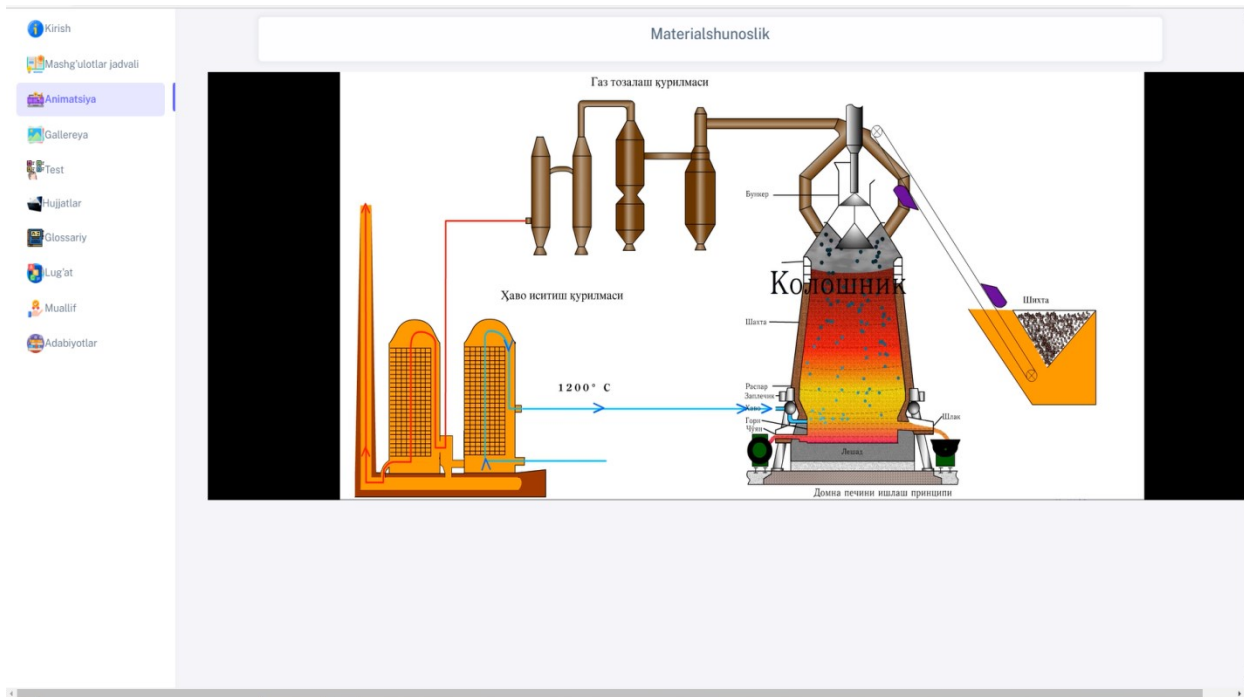 Kirish
Mashg'ulotlar jadvali
Animatsiya
Gallereya
Test
Hujjatlar
Glossariy
Lug'at
Muallif
Adabiyotlar
Materialshunoslik
Газ тозалаш қурилмаси
Бункер
Колошник
Ҳаво иситиш қурилмаси
Шихта
Шахта
1200° C
Распар
Заплечик
Ҳаво
Горн
Чўян
Шлак
Лещад
Домна печини ишлаш принципи